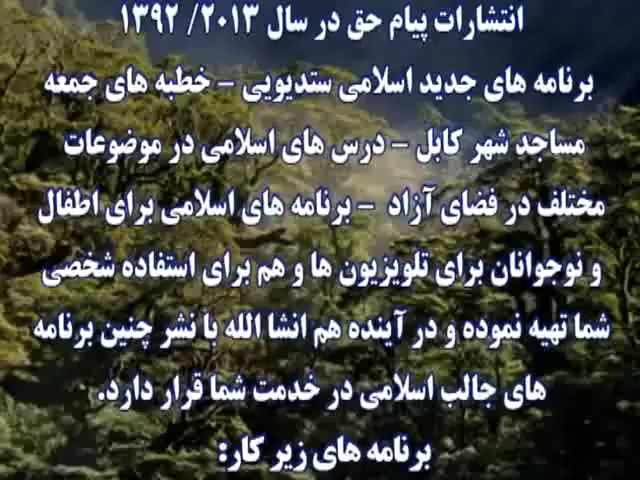 انتشارات پیام حق در سال ۲۰۱۳/ ۱۳۹۲
برنامه های جدید اسلامی ستدیویی – خطبه های جمعه
مساجد شهر کابل – درس های اسلامی در موضوعات
مختلف در فضای آزاد – برنامه های اسلامی برای اطفال
و نوجوانان برای تلویزیون ها و هم برای استفاده شخصی
شما تهیه نموده و در آینده هم انشا الله با نشر چنین برنامه
های جالب اسلامی در خدمت شما قرار دارد.
برنامه های زیر کار: